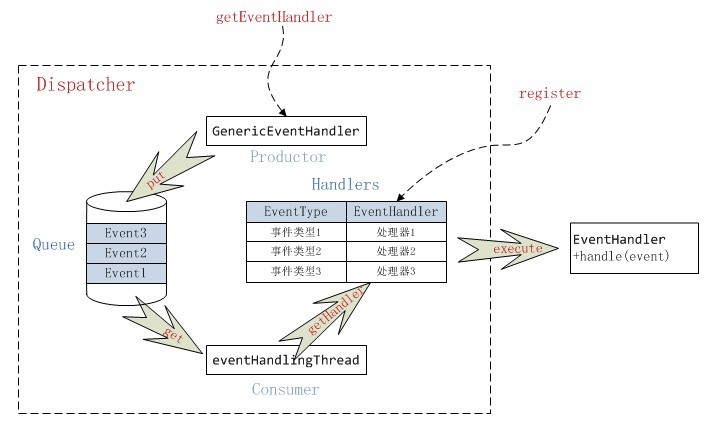 getEventHandler
Dispatcher
register
GenericEventHandler
Productor
put
Handlers
EventType EventHandler
事件类型1 处理器1
事件类型2 处理器2
事件类型3 处理器3
Queue
Event3
Event2
Event1
execute
EventHandler
+handle(event)
get
getHandler
eventHandlingThread
Consumer